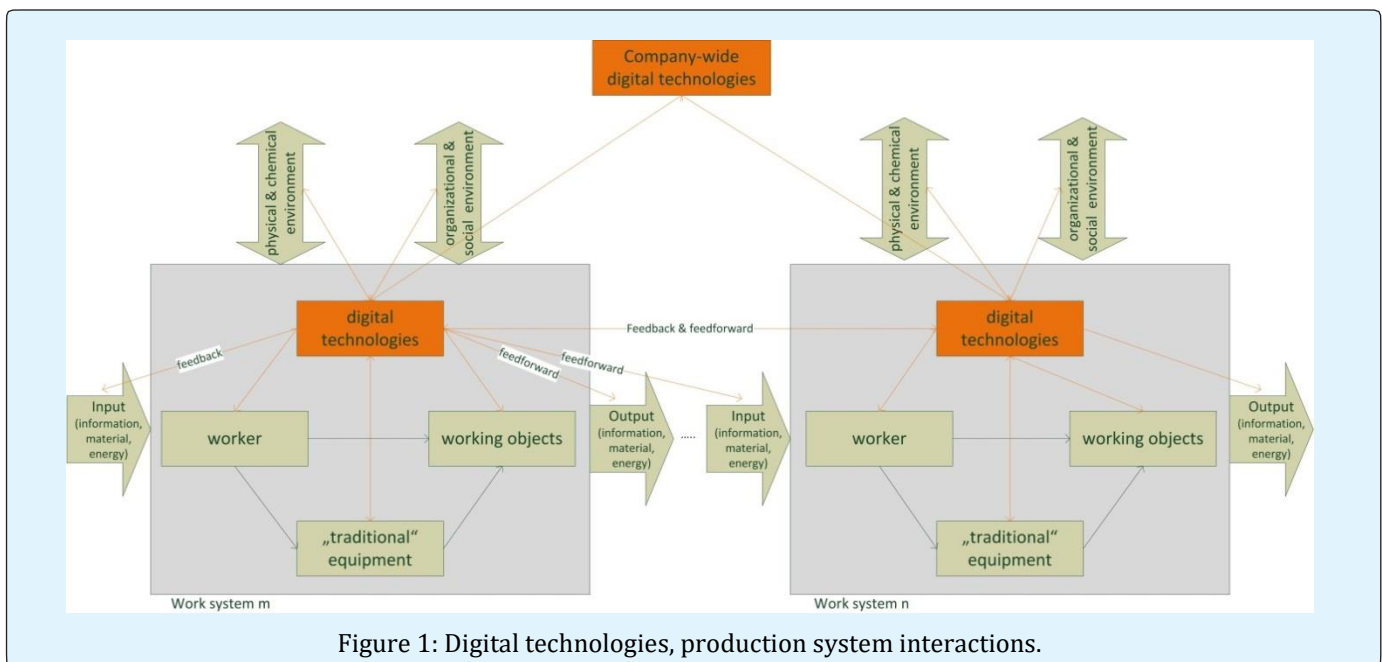 Company-wide
digital technologies
physical & chemical
environment
organizational &
social environment
physical & chemical
environment
organizational &
social environment
digital
technologies
Feedback & feedforward
digital
technologies
feedback
feedforward
feedforward
Input
(information,
material,
energy)
worker
working objects
Output
(information,
material,
energy)
.....
Input
(information,
material,
energy)
worker
working objects
Output
(information,
material,
energy)
„traditional“
equipment
„traditional“
equipment
Work system m
Work system n
Figure 1: Digital technologies, production system interactions.